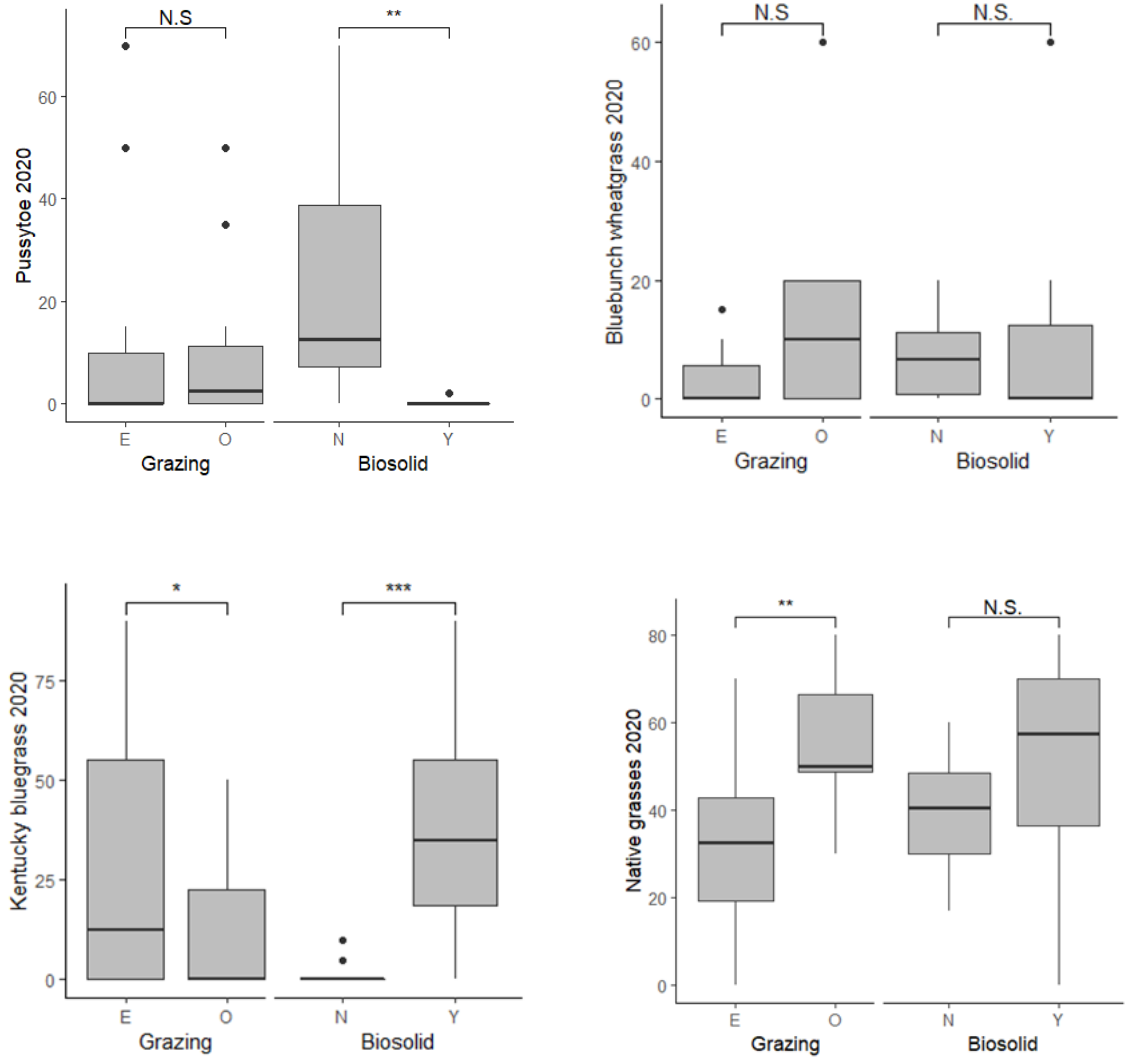 N.S
**
Pussytoe 2020
60
40
20
0
E
O
N
Y
Grazing
Biosolid
N.S
N.S.
Bluebunch wheatgrass 2020
60
40
20
0
E
O
N
Y
Grazing
Biosolid
*
***
Kentucky bluegrass 2020
75
50
25
0
E
O
N
Y
Grazing
Biosolid
**
N.S.
Native grasses 2020
80
60
40
20
0
E
O
N
Y
Grazing
Biosolid